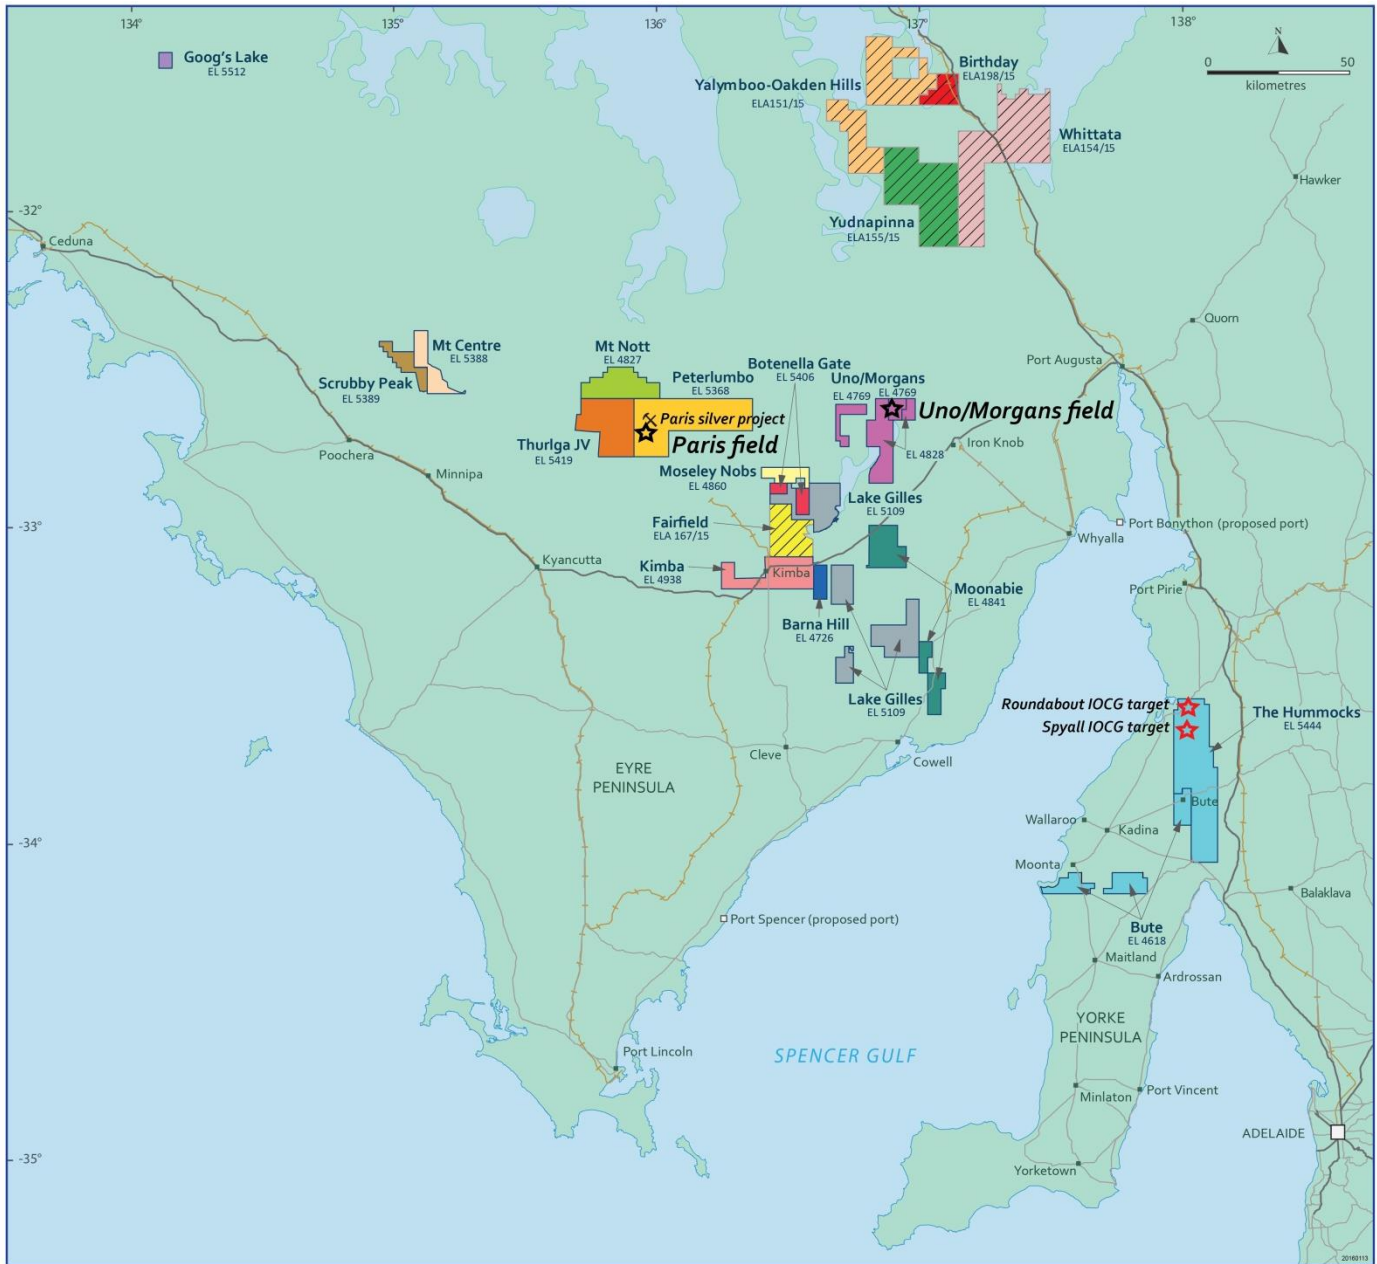 134°
135°
136°
137°
138°
Goog's Lake
EL 5512
N
0
50
kilometres
Birthday
ELA198/15
Yalymboo-Oakden Hills
ELA151/15
Whittata
ELA154/15
Hawker
-32°
Yudnapinna
ELA155/15
Ceduna
Quorn
Mt Centre
EL 5388
Mt Nott
EL 4827
Botenella Gate
EL 5406
Port Augusta
Scrubby Peak
EL 5389
Peterlumbo
EL 5368
Uno/Morgans
EL 4769
EL 4769
Uno/Morgans field
Paris silver project
Paris field
Thurlga JV
EL 5419
Iron Knob
EL 4828
Poochera
Minnipa
Moseley Nobs
EL 4860
Lake Gilles
EL 5109
-33°
Fairfield
ELA 167/15
Port Bonython (proposed port)
Whyalla
Kyancutta
Kimba
EL 4938
Kimba
Moonabie
EL 4841
Port Pirie
Barna Hill
EL 4726
Lake Gilles
EL 5109
Roundabout IOCG target
Spyall IOCG target
The Hummocks
EL 5444
Cleve
Cowell
EYRE
PENINSULA
Bute
Wallaroo
Kadina
-34°
Moonta
Balaklava
Port Spencer (proposed port)
Bute
EL 4618
Maitland
Ardrossan
YORKE
PENINSULA
Port Lincoln
SPENCER GULF
Minlaton
Port Vincent
ADELAIDE
-35°
Yorketown
20160113